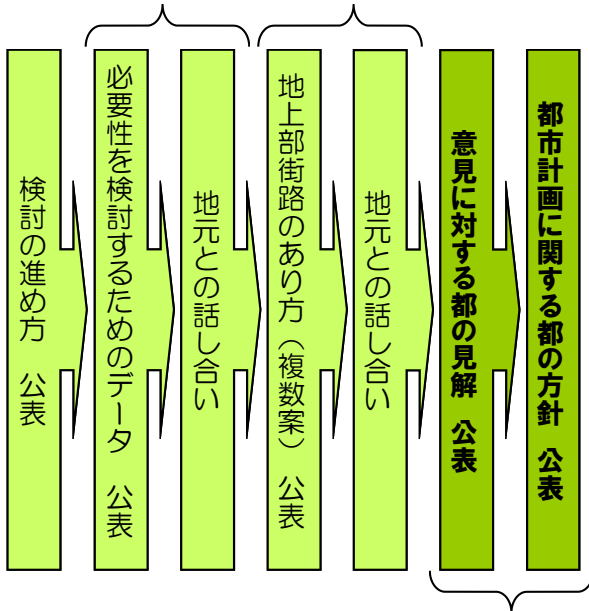 検討の進め方　公表
必要性を検討するためのデータ　公表
地元との話し合い
地上部街路のあり方（複数案）　公表
地元との話し合い
意見に対する都の見解　公表
都市計画に関する都の方針　公表